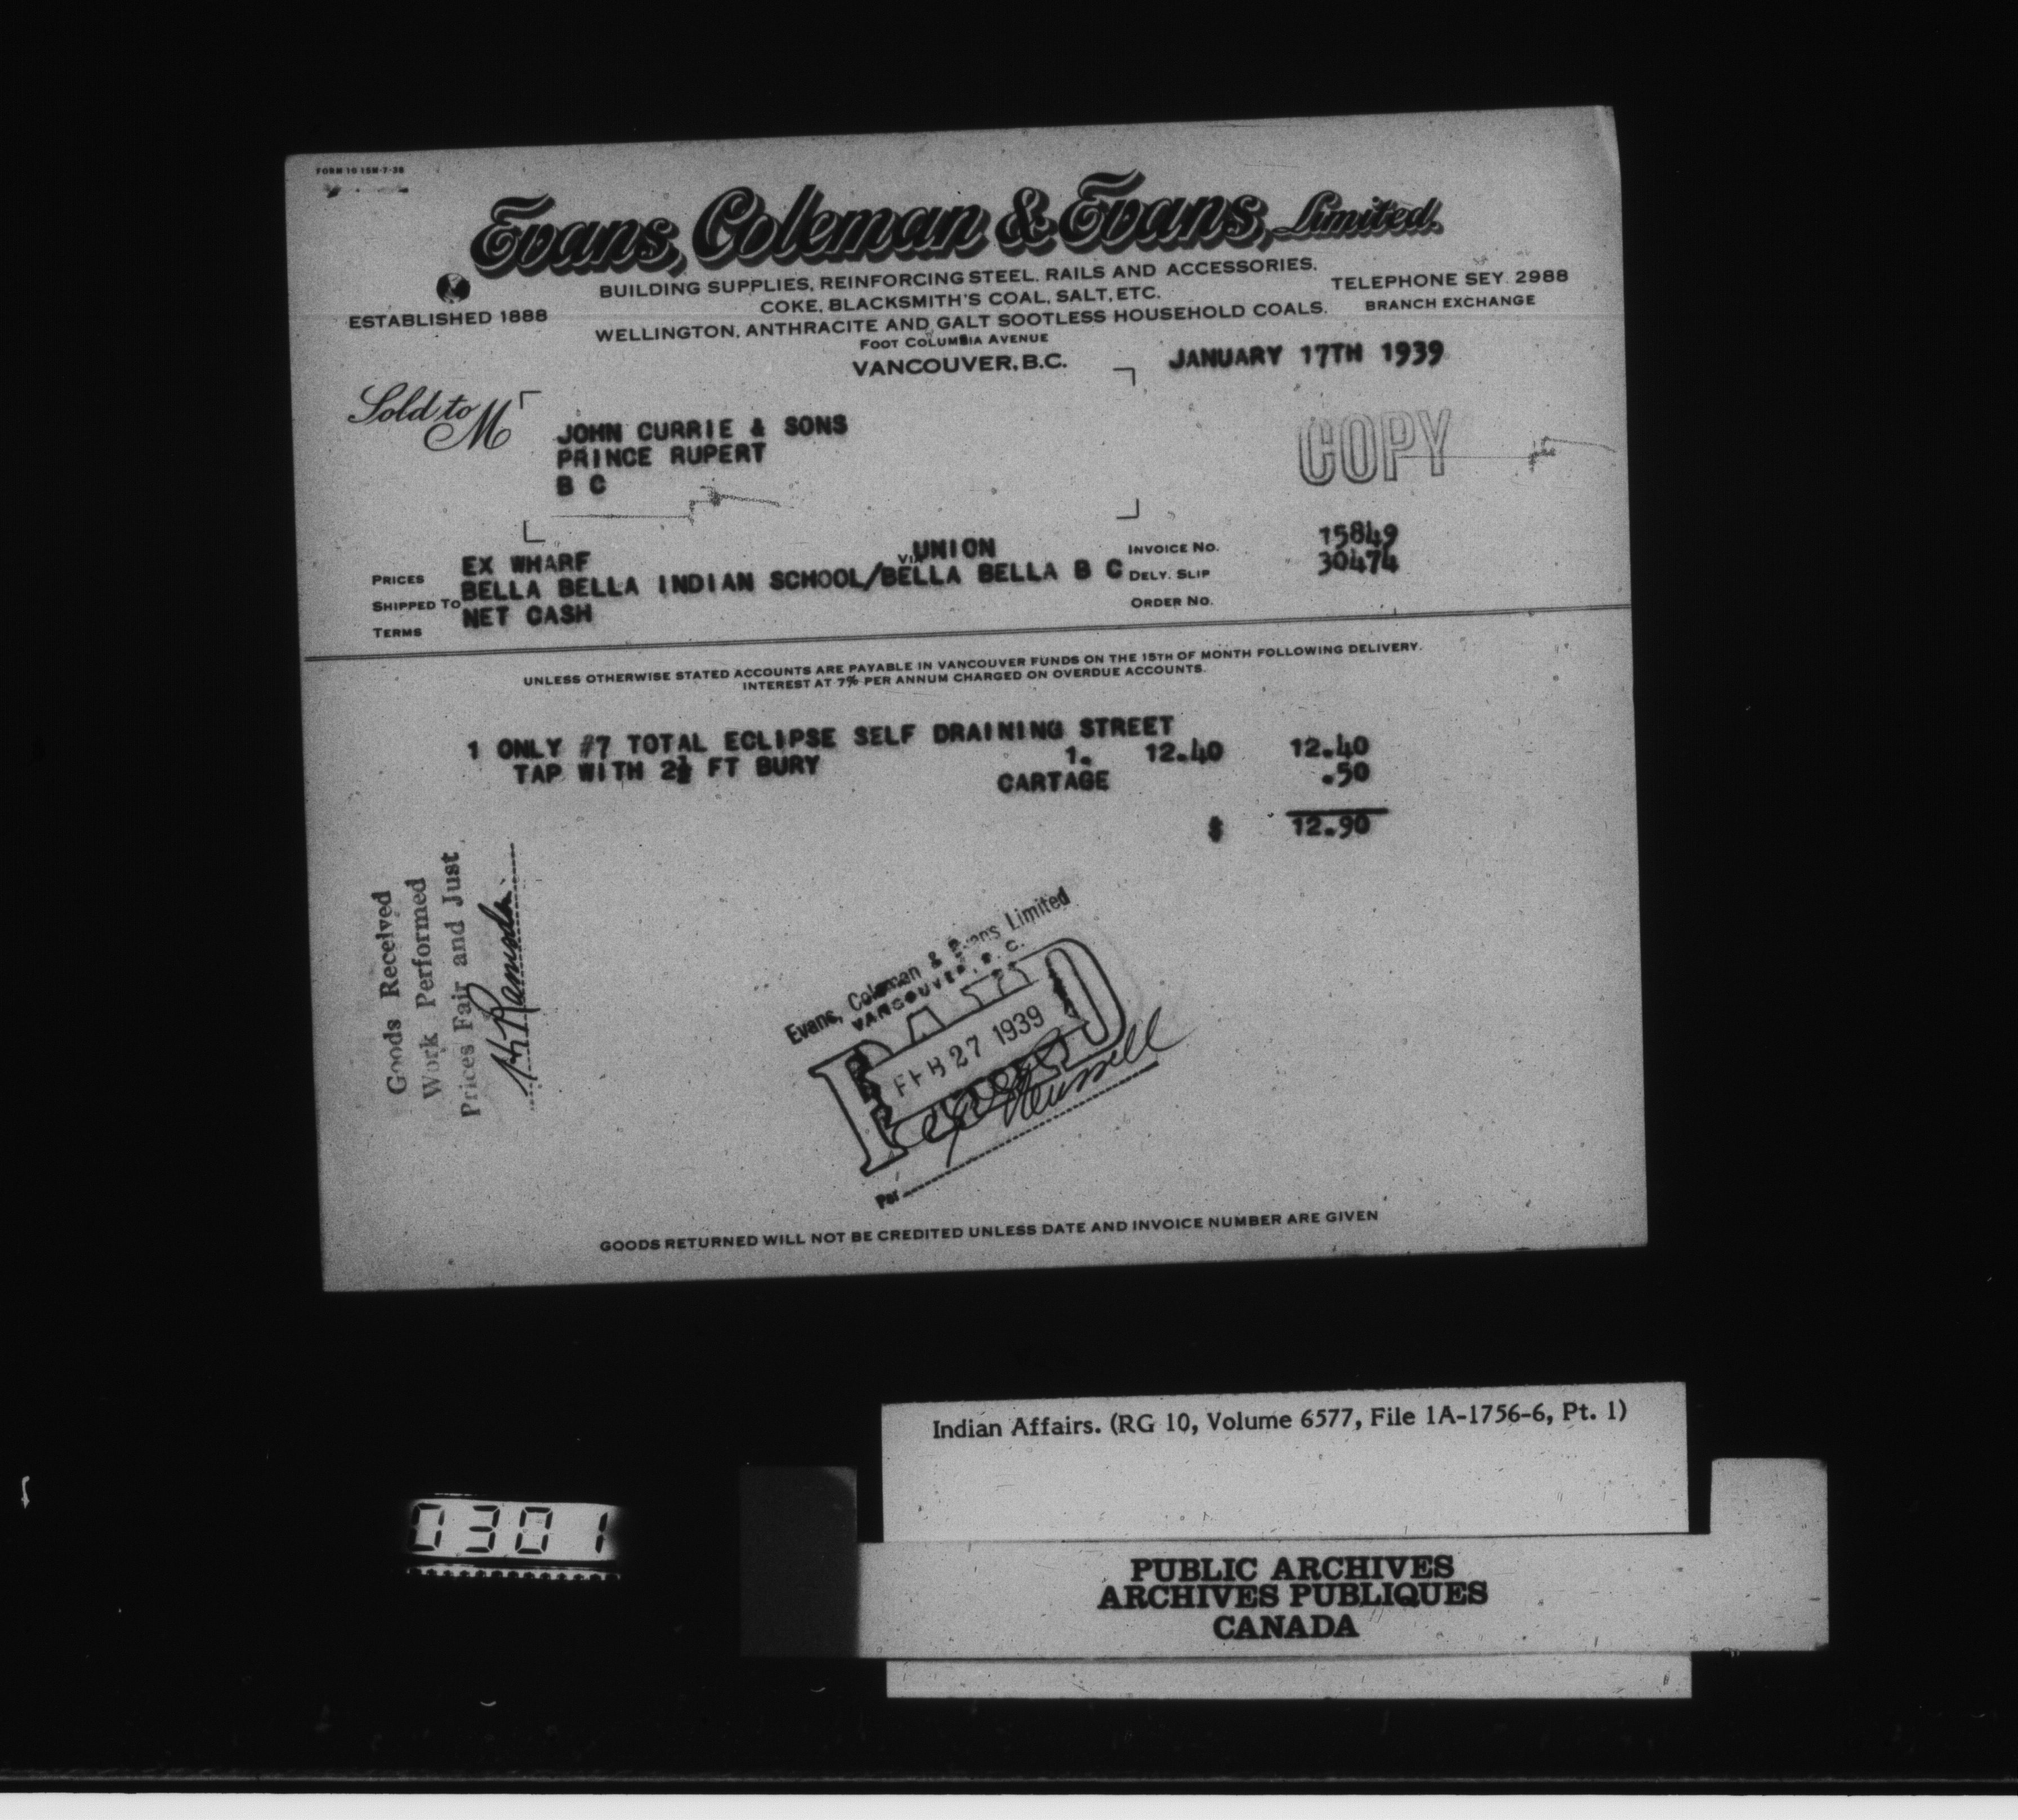 FORM 10 15M-7-38
Evans, Coleman & Evans, Limited.
BUILDING SUPPLIES, REINFORCING STEEL, RAILS AND ACCESSORIES,
COKE, BLACKSMITH'S COAL, SALT, ETC.
WELLINGTON, ANTHRACITE AND GALT SOOTLESS HOUSEHOLD COALS.
ESTABLISHED 1888
TELEPHONE SEY. 2988
BRANCH EXCHANGE
FOOT COLUMBIA AVENUE
VANCOUVER, B.C.
JANUARY 17TH 1939
Sold to M
JOHN CURRIE & SONS
PRINCE RUPERT
B C
COPY
PRICES EX WHARF
SHIPPED TO BELLA BELLA INDIAN SCHOOL/BELLA BELLA B C
VIA UNION
TERMS NET CASH
INVOICE NO. 15849
DELY. SLIP 30474
ORDER NO.
UNLESS OTHERWISE STATED ACCOUNTS ARE PAYABLE IN VANCOUVER FUNDS ON THE 15TH OF MONTH FOLLOWING DELIVERY.
INTEREST AT 7% PER ANNUM CHARGED ON OVERDUE ACCOUNTS.
1 ONLY #7 TOTAL ECLIPSE SELF DRAINING STREET
TAP WITH 2½ FT BURY 1. 12.40 12.40
CARTAGE .50
$ 12.90
Goods Received
Work Performed
Prices Fair and Just
Evans, Coleman & Evans Limited
VANCOUVER, B. C.
PAID
FEB 27 1939
Per
GOODS RETURNED WILL NOT BE CREDITED UNLESS DATE AND INVOICE NUMBER ARE GIVEN
Indian Affairs. (RG 10, Volume 6577, File 1A-1756-6, Pt. 1)
0301
PUBLIC ARCHIVES
ARCHIVES PUBLIQUES
CANADA